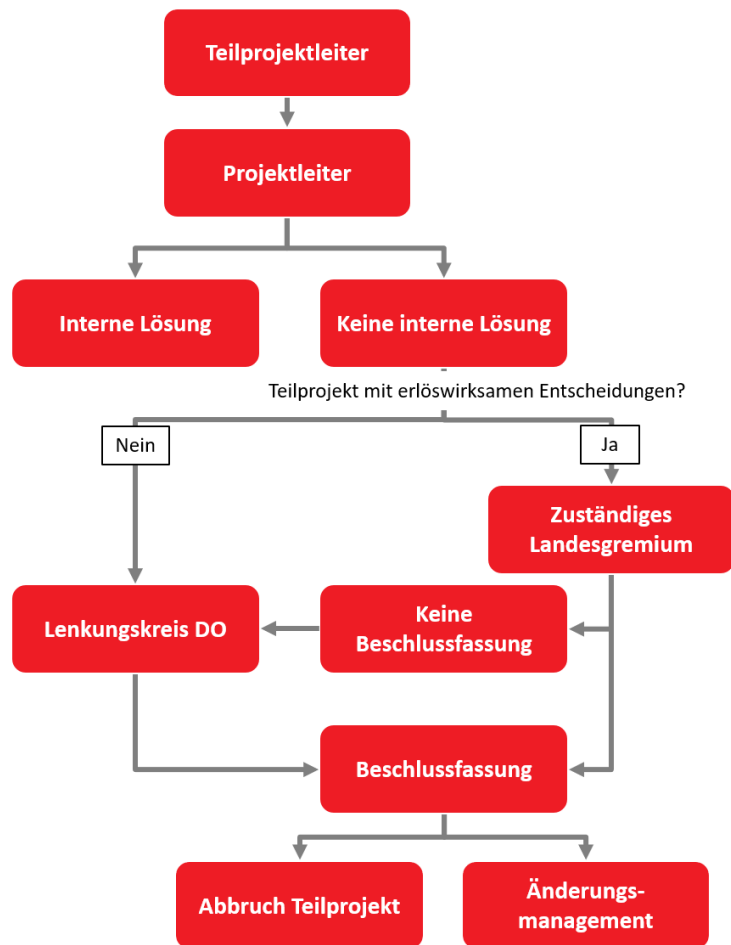 Teilprojektleiter
Projektleiter
Interne Lösung
Keine interne Lösung
Teilprojekt mit erlöswirksamen Entscheidungen?
Nein
Ja
Zuständiges
Landesgremium
Lenkungskreis DO
Keine
Beschlussfassung
Beschlussfassung
Abbruch Teilprojekt
Änderungs-
management